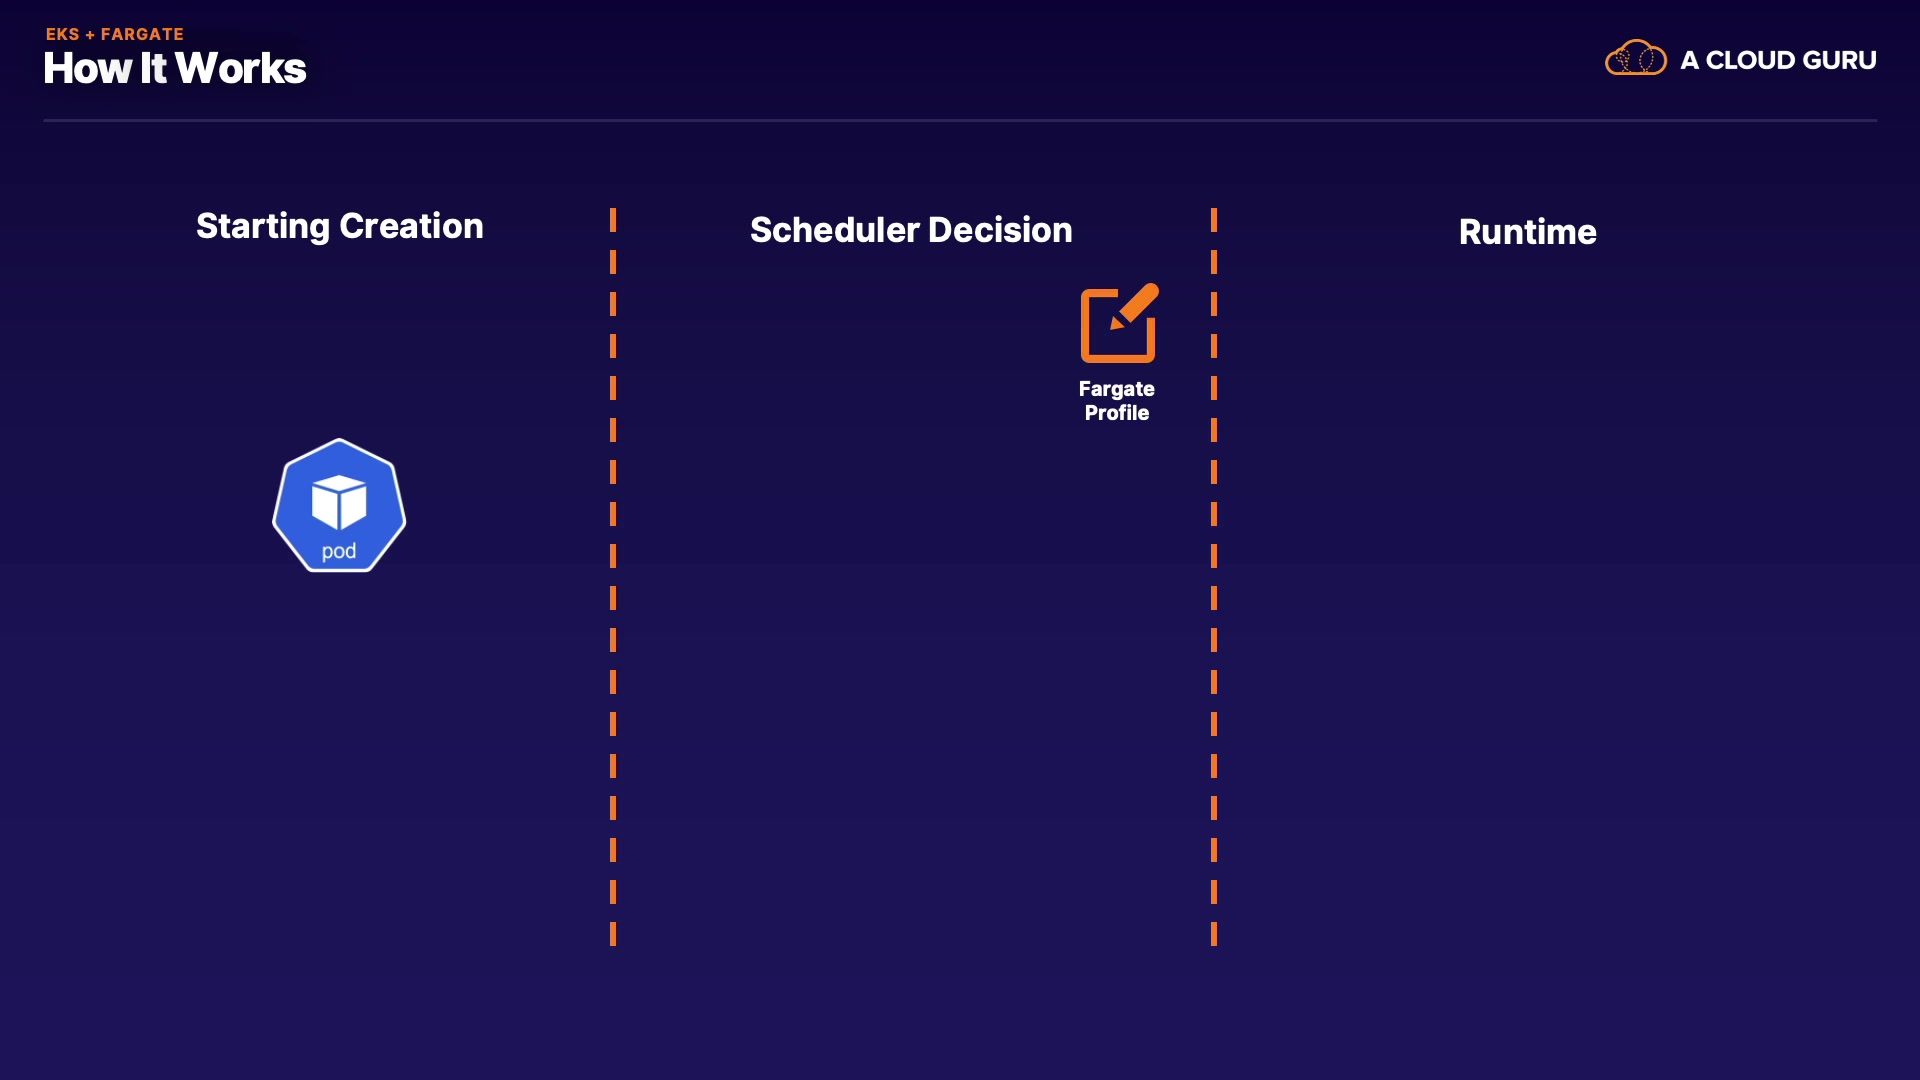 EKS + FARGATE
How It Works
A CLOUD GURU
Starting Creation
Scheduler Decision
Runtime
Fargate
Profile
pod